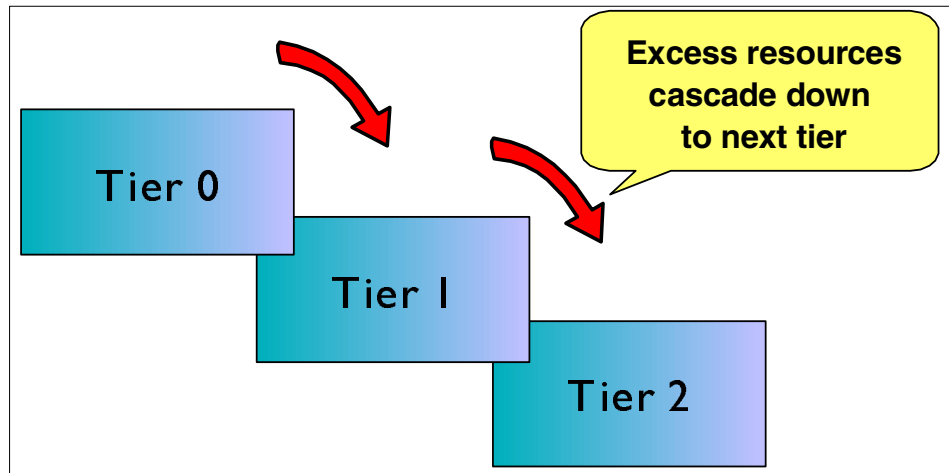 Excess resources
cascade down
to next tier
Tier 0
Tier 1
Tier 2